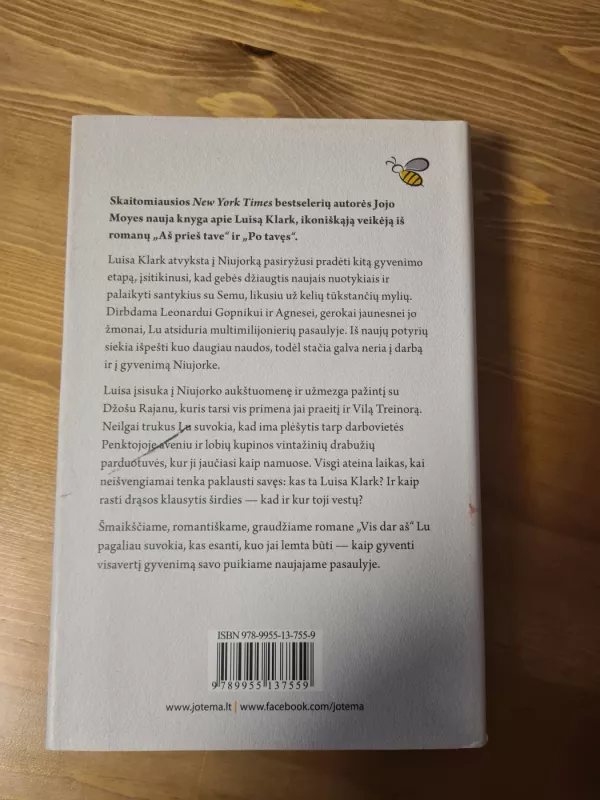 Skaitomiausios New York Times bestselerių autorės Jojo
Moyes nauja knyga apie Luisą Klark, ikoniškąją veikėją iš
romanų „Aš prieš tave“ ir „Po tavęs“.
Luisa Klark atvyksta į Niujorką pasiryžusi pradėti kitą gyvenimo
etapą, įsitikinusi, kad gebės džiaugtis naujais nuotykiais ir
palaikyti santykius su Semu, likusiu už kelių tūkstančių mylių.
Dirbdama Leonardui Gopnikui ir Agnesei, gerokai jaunesnei jo
žmonai, Lu atsiduria multimilijonierių pasaulyje. Iš naujų potyrių
siekia išpešti kuo daugiau naudos, todėl stačia galva neria į darbą
ir į gyvenimą Niujorke.
Luisa įsisuka į Niujorko aukštuomenę ir užmezga pažintį su
Džošu Rajanu, kuris tarsi vis primena jai praeitį ir Vilą Treinorą.
Neilgai trukus Lu suvokia, kad ima plėšytis tarp darbovietės
Penktojoje aveniu ir lobių kupinos vintažinių drabužių
parduotuvės, kur ji jaučiasi kaip namuose. Visgi ateina laikas, kai
neišvengiamai tenka paklausti savęs: kas ta Luisa Klark? Ir kaip
rasti drąsos klausytis širdies — kad ir kur toji vestų?
Šmaikščiame, romantiškame, graudžiame romane „Vis dar aš“ Lu
pagaliau suvokia, kas esanti, kuo jai lemta būti — kaip gyventi
visavertį gyvenimą savo puikiame naujajame pasaulyje.
ISBN 978-9955-13-755-9
9 789955 137559
www.jotema.lt | www.facebook.com/jotema